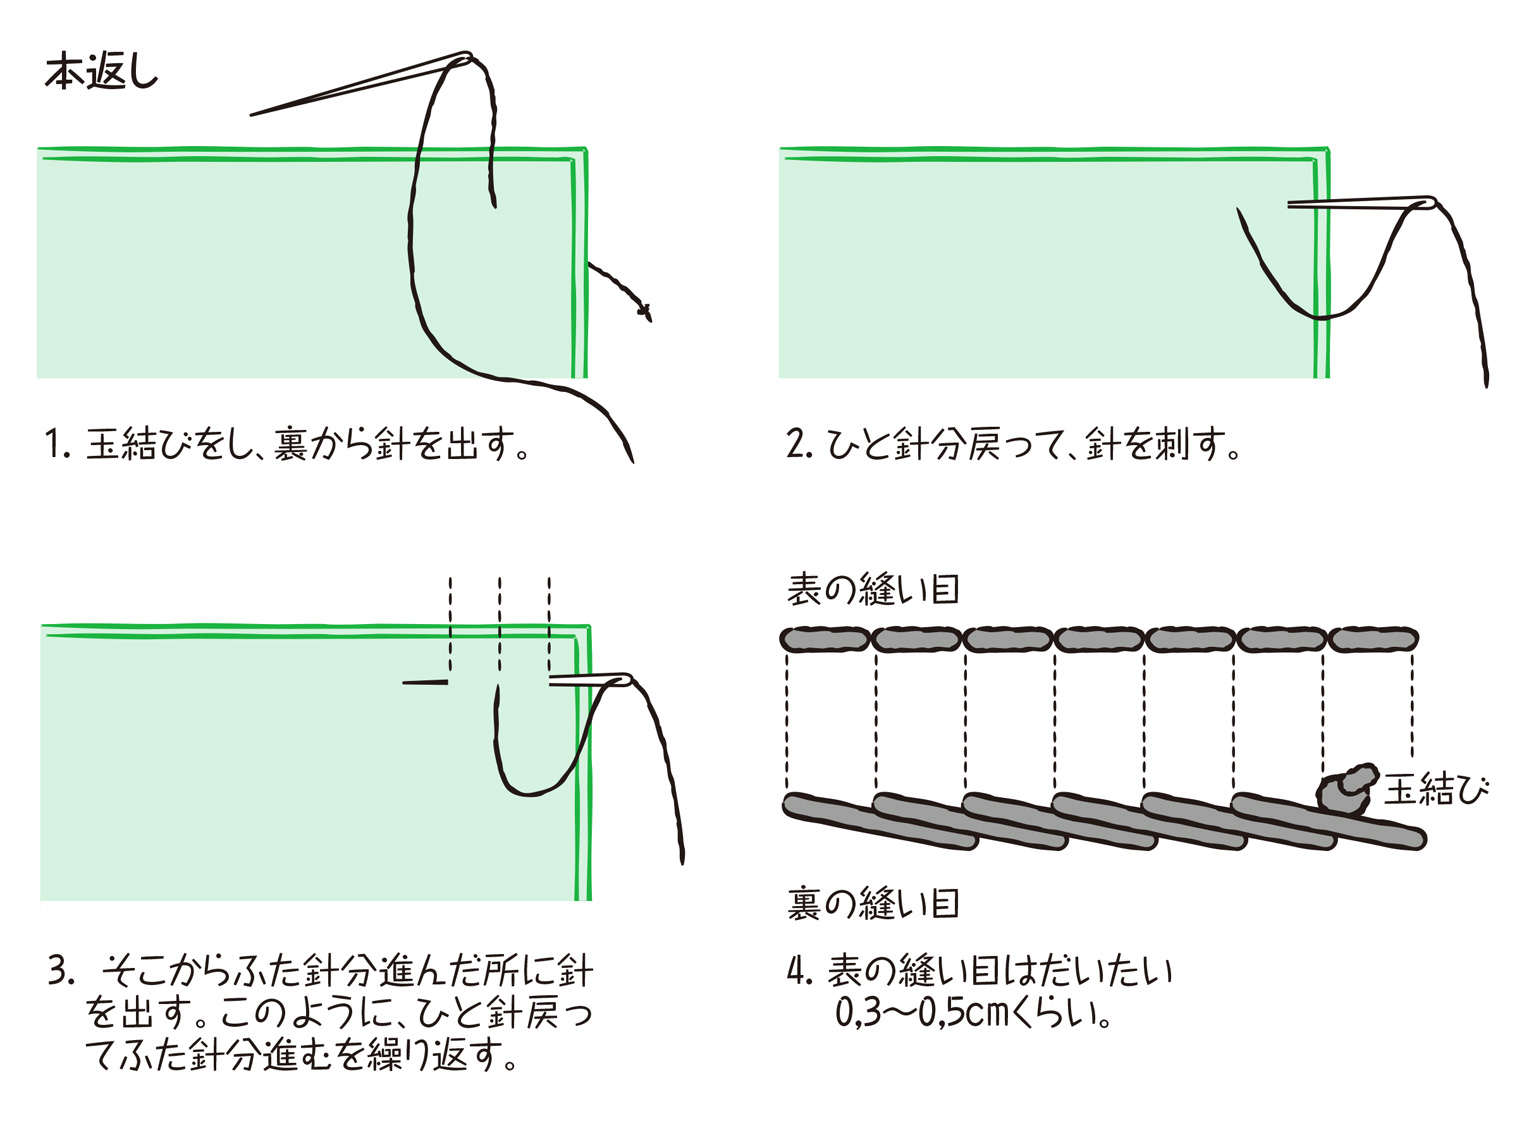 本返し
1. 玉結びをし、裏から針を出す。
2. ひと針分戻って、針を刺す。
3. そこからふた針分進んだ所に針
を出す。このように、ひと針戻っ
てふた針分進むを繰り返す。
表の縫い目
玉結び
裏の縫い目
4. 表の縫い目はだいたい
0,3〜0,5cmくらい。